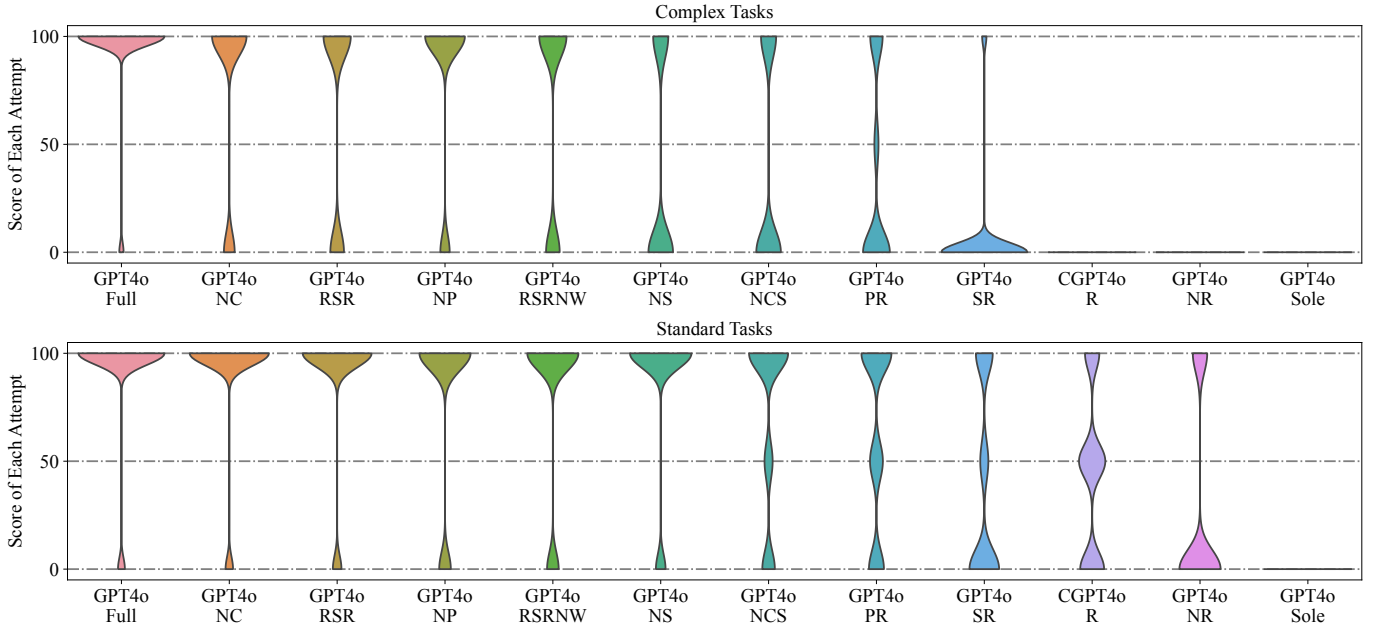 Complex Tasks
Score of Each Attempt
100
50
0
GPT4o GPT4o GPT4o GPT4o GPT4o GPT4o GPT4o GPT4o GPT4o CGPT4o GPT4o GPT4o
Full NC RSR NP RSRNW NS NCS PR SR R NR Sole
Standard Tasks
Score of Each Attempt
100
50
0
GPT4o GPT4o GPT4o GPT4o GPT4o GPT4o GPT4o GPT4o GPT4o CGPT4o GPT4o GPT4o
Full NC RSR NP RSRNW NS NCS PR SR R NR Sole